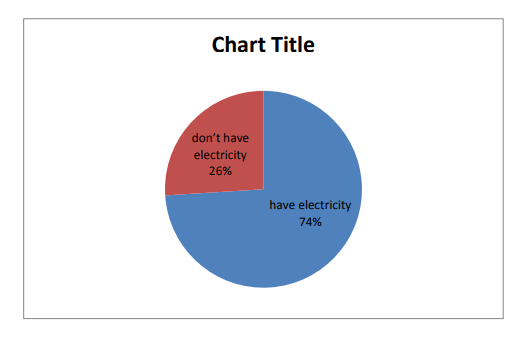 Chart Title
don't have
electricity
26%
have electricity
74%